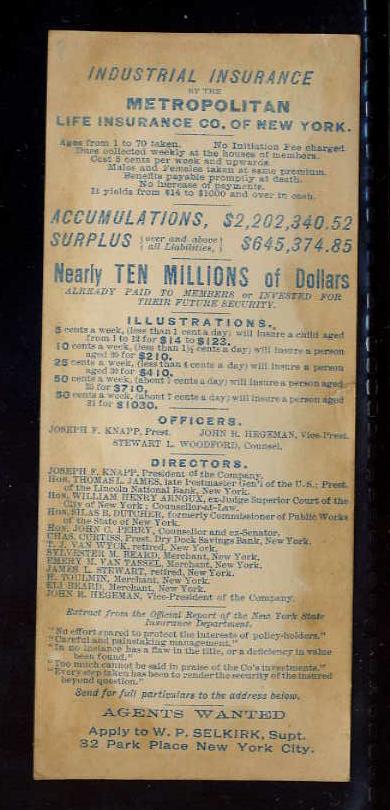 INDUSTRIAL INSURANCE
BY THE
METROPOLITAN
LIFE INSURANCE CO. OF NEW YORK.
Ages from 1 to 70 taken. No Initiation Fee charged
Dues collected weekly at the houses of members.
Cost 5 cents per week and upwards.
Males and Females taken at same premium.
Benefits payable promptly at death.
No increase of payments.
It yields from $14 to $1000 and over in cash.
ACCUMULATIONS, $2,202,340.52
SURPLUS {over and above all Liabilities,} $645,374.85
Nearly TEN MILLIONS of Dollars
ALREADY PAID TO MEMBERS or INVESTED FOR
THEIR FUTURE SECURITY.
ILLUSTRATIONS.
5 cents a week, (less than 1 cent a day) will insure a child aged
from 1 to 12 for $14 to $123.
10 cents a week, (less than 1½ cents a day) will insure a person
aged for $210.
25 cents a week, (less than 4 cents a day) will insure a person
aged for $410.
50 cents a week, (about 7 cents a day) will insure a person aged
for $710.
50 cents a week, (about 7 cents a day) will insure a person aged
21 for $1030.
OFFICERS.
JOSEPH F. KNAPP, Prest. JOHN R. HEGEMAN, Vice-Prest.
STEWART L. WOODFORD, Counsel.
DIRECTORS.
JOSEPH F. KNAPP, President of the Company.
Hon. THOMAS L. JAMES, late Postmaster Gen'l of the U.S.; Prest.
of the Lincoln National Bank, New York.
Hon. WILLIAM HENRY ARNOUX, ex-Judge Superior Court of the
City of New York; Counsellor-at-Law.
Hon. SILAS B. DUTCHER, formerly Commissioner of Public Works
of the State of New York.
Hon. JOHN C. PERRY, Counsellor and ex-Senator.
CHAS. CURTISS, Prest. Dry Dock Savings Bank, New York.
T. J. VAN WYCK, retired, New York.
SYLVESTER M. BEARD, Merchant, New York.
EMERY M. VAN TASSEL, Merchant, New York.
JAMES L. STEWART, retired, New York.
H. TOULMIN, Merchant, New York.
ELI BEARD, Merchant, New York.
JOHN R. HEGEMAN, Vice-President of the Company.
Extract from the Official Report of the New York State
Insurance Department.
"No effort spared to protect the interests of policy-holders."
"Careful and painstaking management."
"In no instance has a flaw in the title, or a deficiency in value
been found."
"Too much cannot be said in praise of the Co's investments."
"Every step taken has been to render the security of the insured
beyond question."
Send for full particulars to the address below.
AGENTS WANTED
Apply to W. P. SELKIRK, Supt.
32 Park Place New York City.